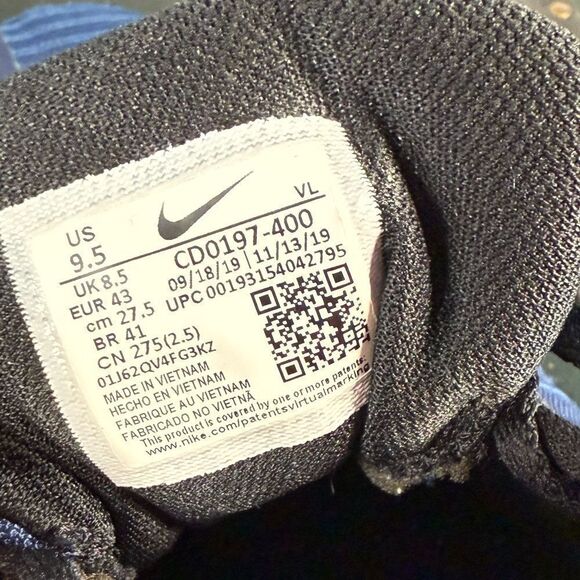 US
9.5
VL
UK 8.5
EUR 43
cm 27.5
BR 41
CN 275(2.5)
CD0197-400
09/18/19 11/13/19
UPC 00193154042795
01J62QV4FG3KZ
MADE IN VIETNAM
HECHO EN VIETNAM
FABRIQUE AU VIETNAM
FABRICADO NO VIETNÃ
This product is covered by one or more patents:
www.nike.com/patentsvirtualmarking